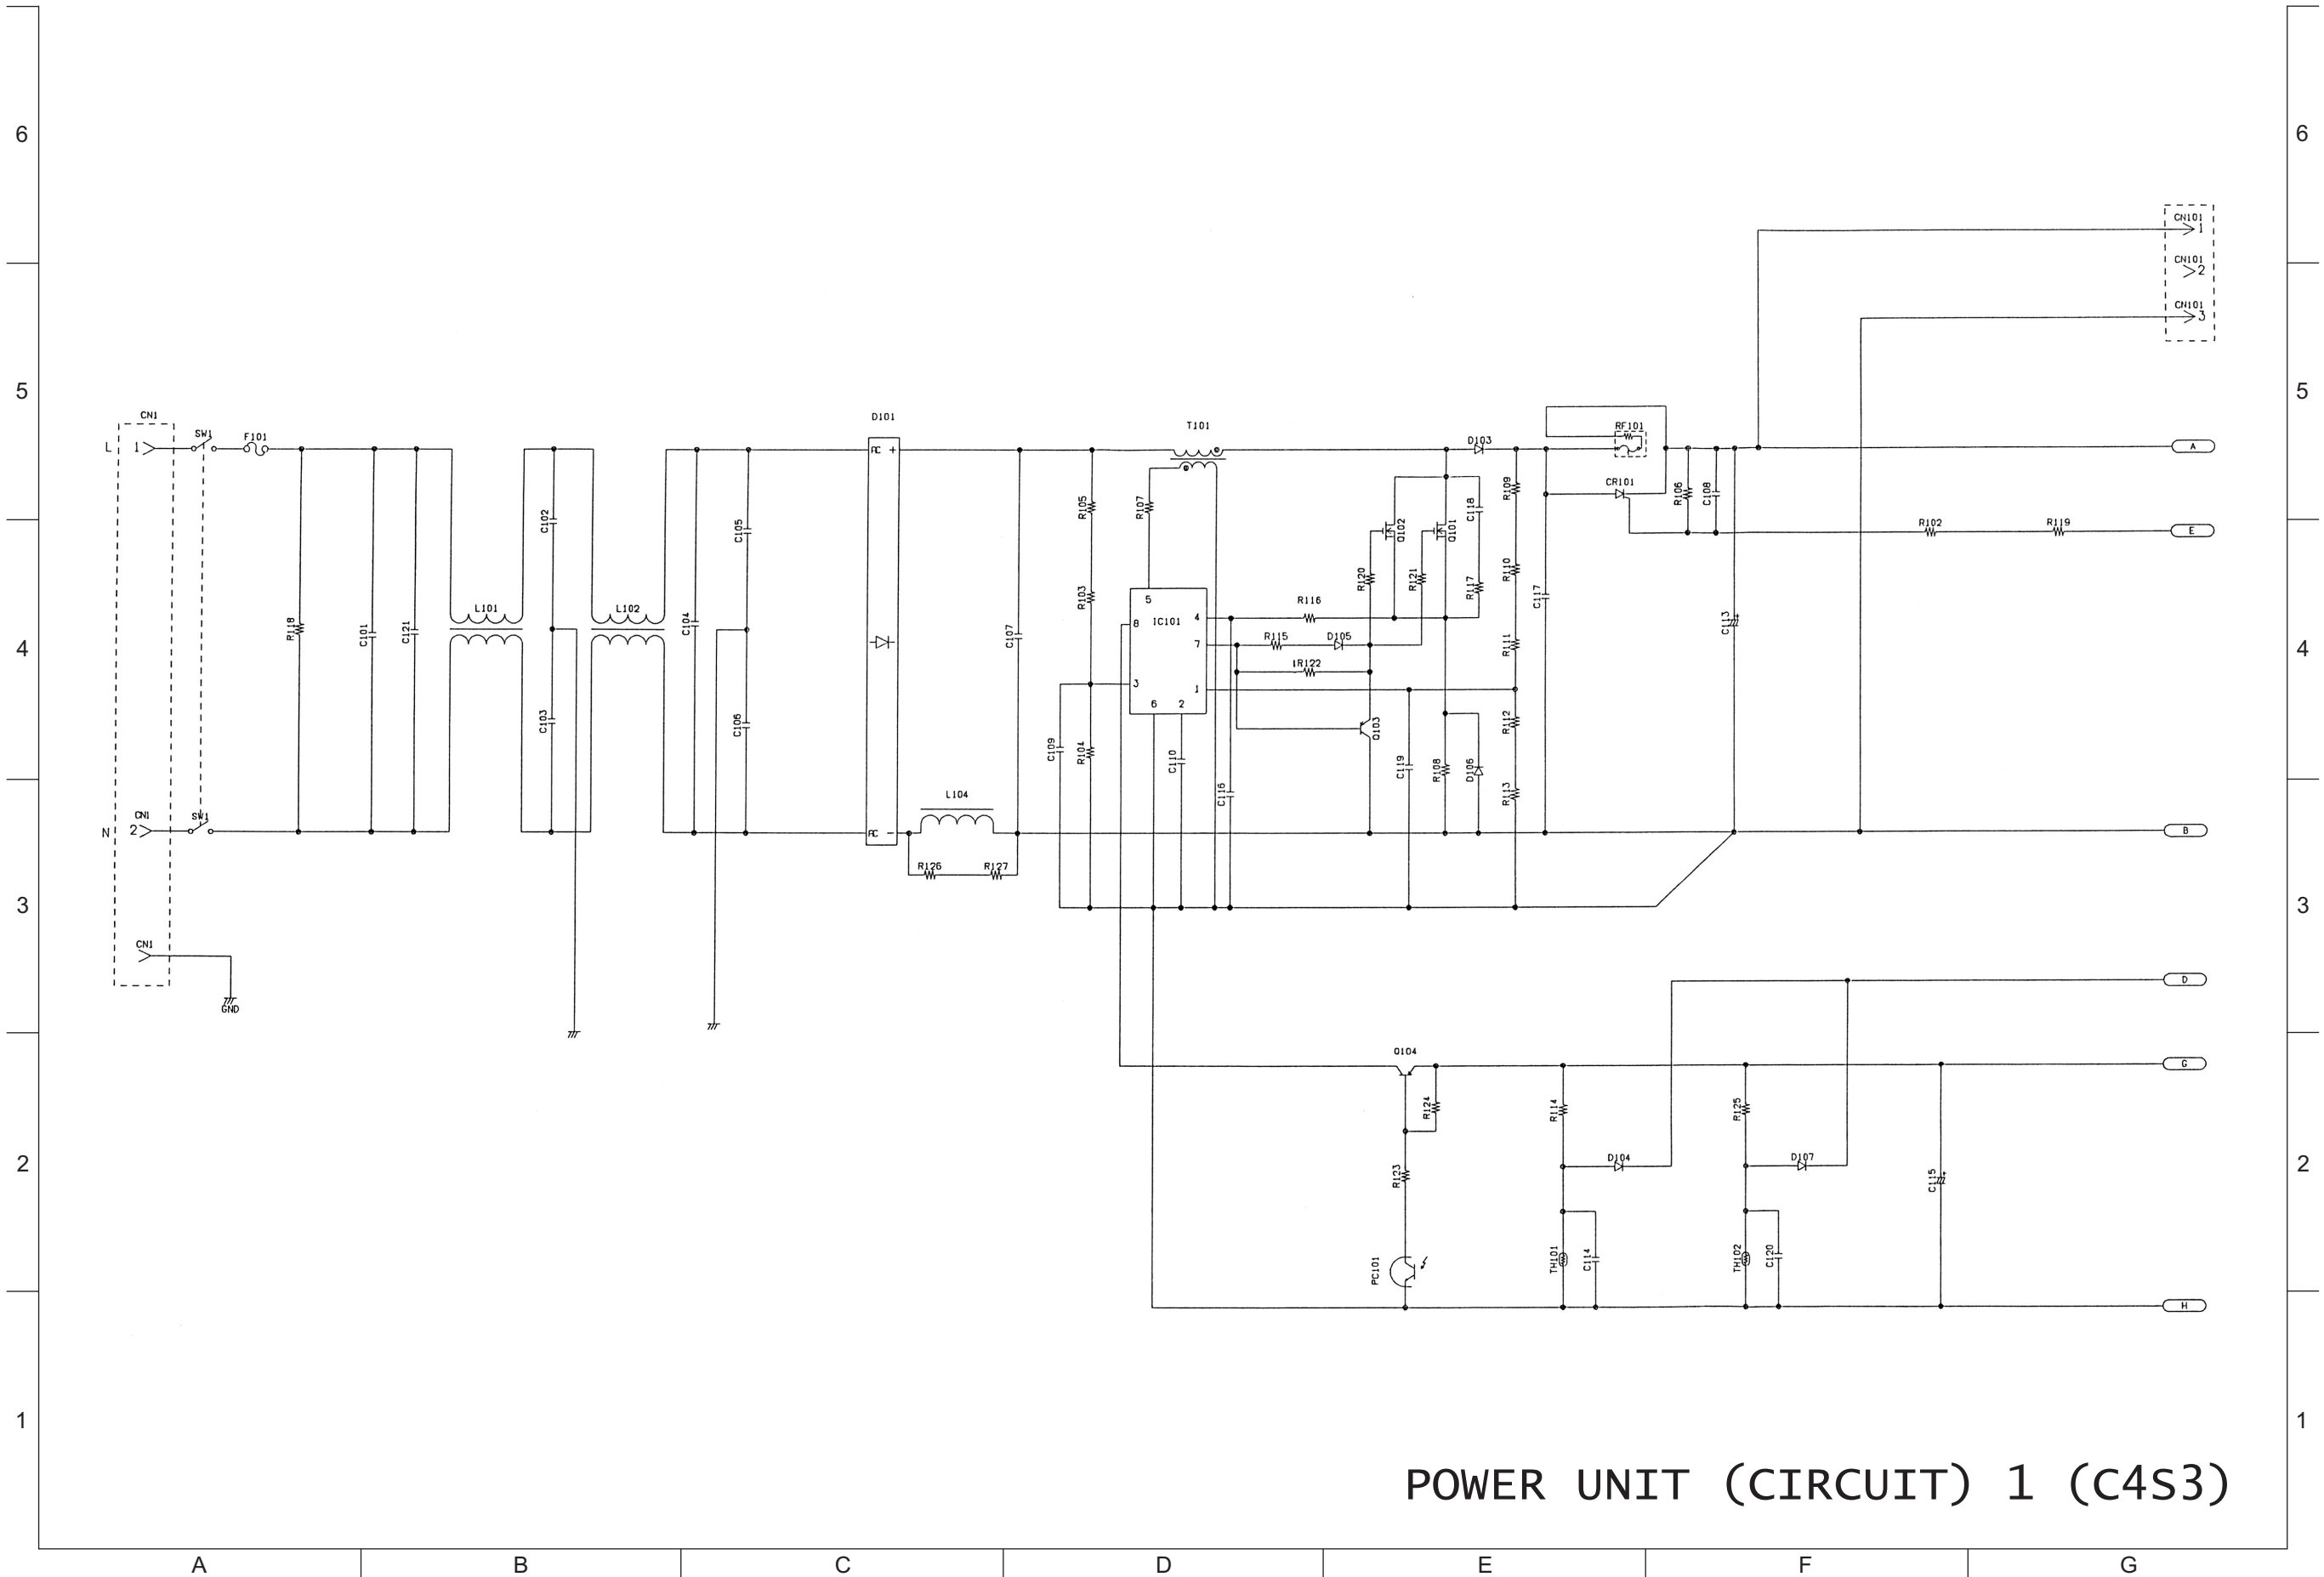 6 6
CN101
1
CN101
2
CN101
3
5 5
CN1
L 1
SW1
F101
D101
AC +
T101
D103
RF101
A
CR101
R118
C101
C121
L101
C102
L102
C103
C104
C105
C106
C107
R105
R107
R103
Q102
Q101
C118
R109
R106
C108
R102
R119
E
4 4
R120
R121
R117
R110
C117
C113
5
8
IC101
4
7
3
1
6 2
R116
R115
D105
R122
R111
Q103
R112
C109
R104
C110
C116
C119
R108
D106
R113
L104
CN1
N 2
SW1
AC -
B
R126
R127
3 3
CN1
GND
D
Q104
G
R124
R114
R125
2 2
R123
D104
D107
C115
PC101
TH101
C114
TH102
C120
H
1 1
POWER UNIT (CIRCUIT) 1 (C4S3)
A B C D E F G